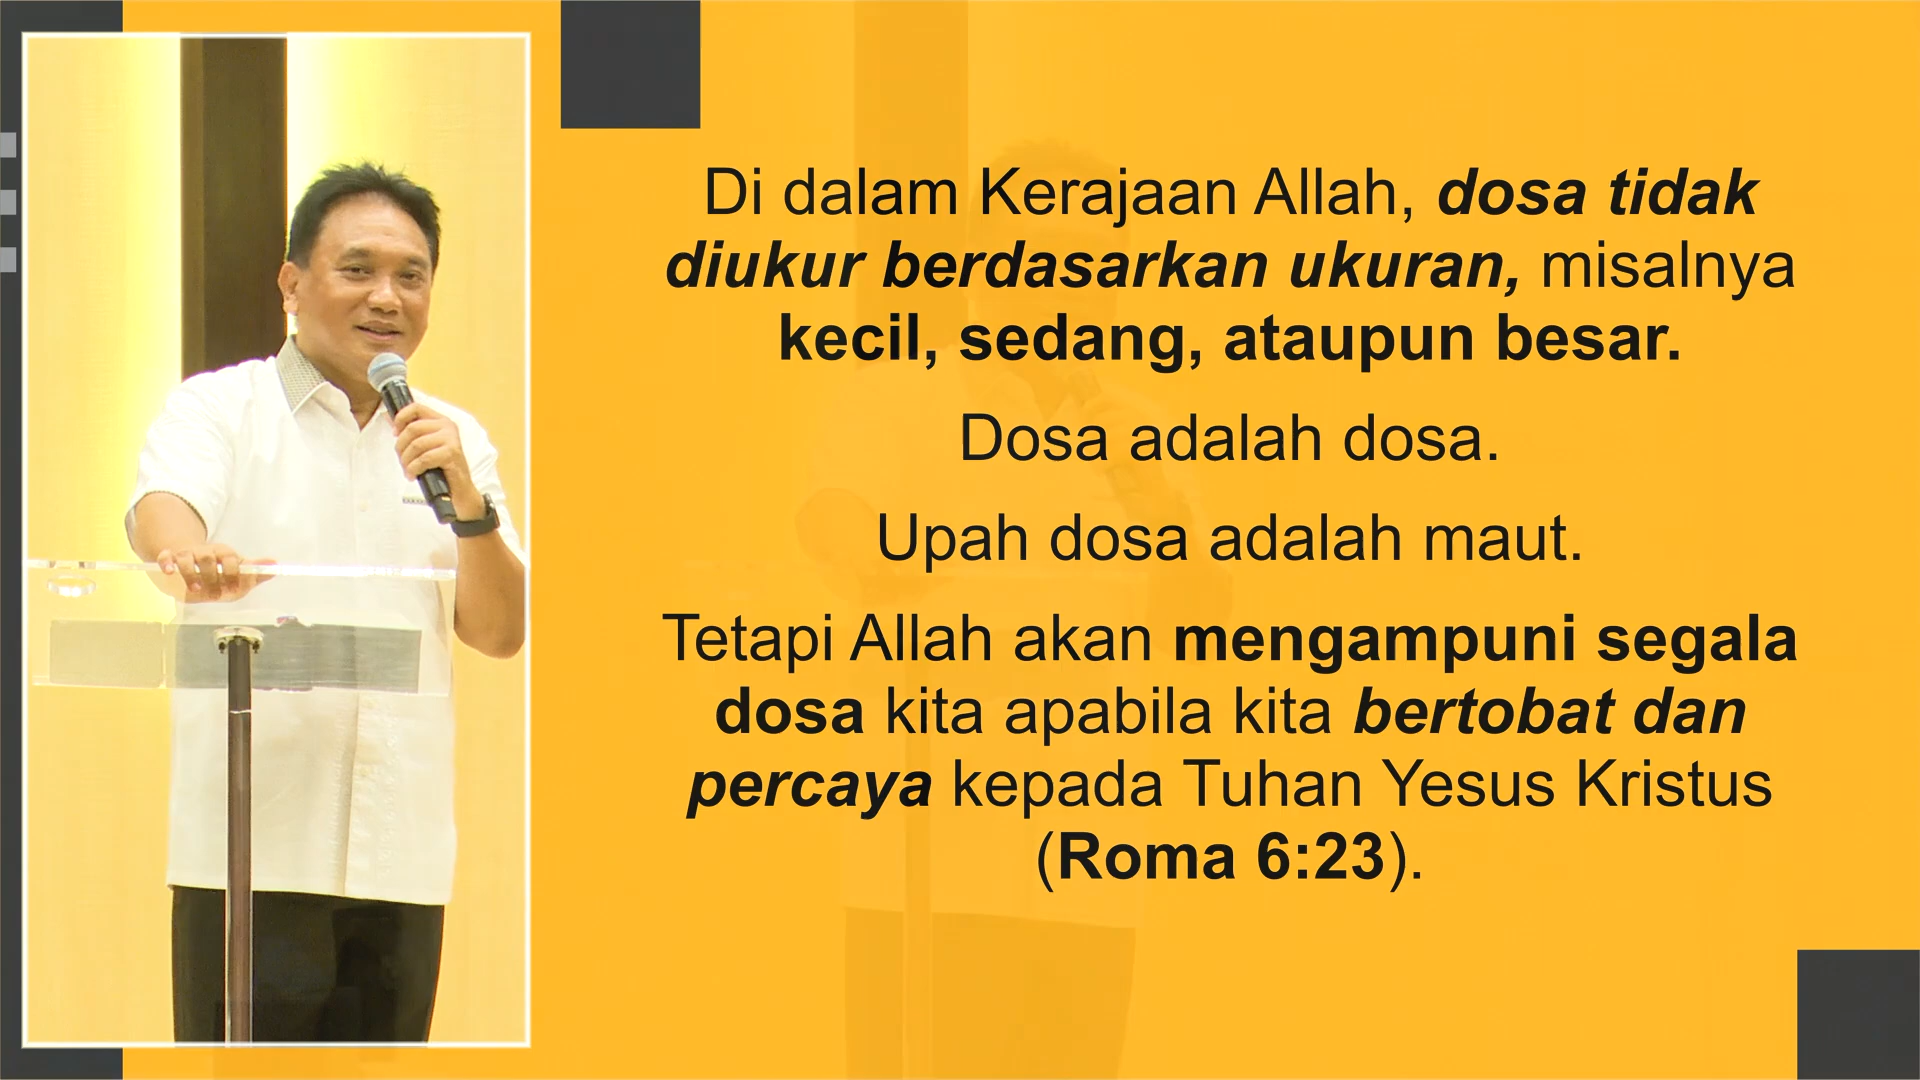 Di dalam Kerajaan Allah, dosa tidak
diukur berdasarkan ukuran, misalnya
kecil, sedang, ataupun besar.
Dosa adalah dosa.
Upah dosa adalah maut.
Tetapi Allah akan mengampuni segala
dosa kita apabila kita bertobat dan
percaya kepada Tuhan Yesus Kristus
(Roma 6:23).